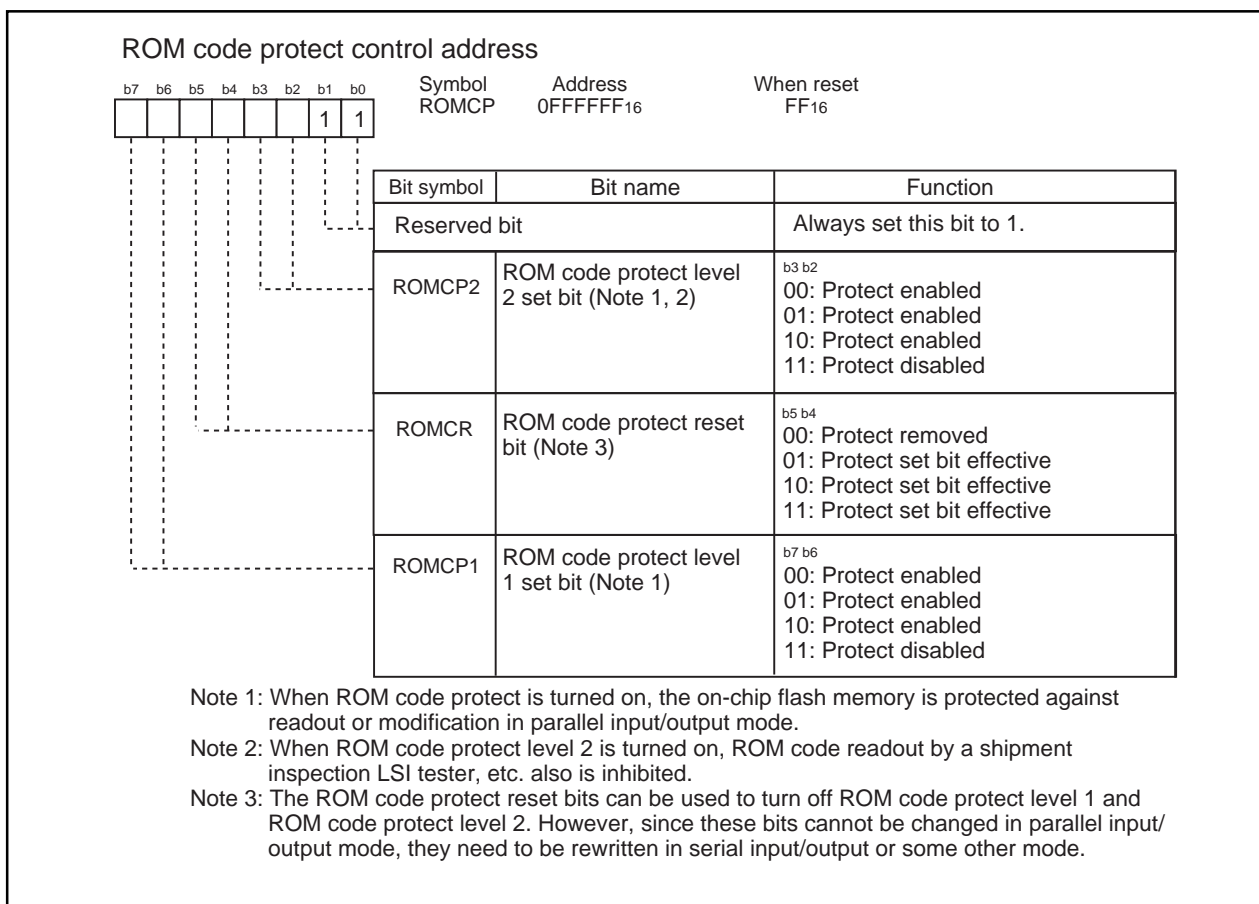 ROM code protect control address
b7 b6 b5 b4 b3 b2 b1 b0
1 1
Symbol Address When reset
ROMCP 0FFFFFF16 FF16
Bit symbol Bit name Function
Reserved bit Always set this bit to 1.
ROMCP2
ROM code protect level
2 set bit (Note 1, 2)
b3 b2
00: Protect enabled
01: Protect enabled
10: Protect enabled
11: Protect disabled
ROMCR
ROM code protect reset
bit (Note 3)
b5 b4
00: Protect removed
01: Protect set bit effective
10: Protect set bit effective
11: Protect set bit effective
ROMCP1
ROM code protect level
1 set bit (Note 1)
b7 b6
00: Protect enabled
01: Protect enabled
10: Protect enabled
11: Protect disabled
Note 1: When ROM code protect is turned on, the on-chip flash memory is protected against
readout or modification in parallel input/output mode.
Note 2: When ROM code protect level 2 is turned on, ROM code readout by a shipment
inspection LSI tester, etc. also is inhibited.
Note 3: The ROM code protect reset bits can be used to turn off ROM code protect level 1 and
ROM code protect level 2. However, since these bits cannot be changed in parallel input/
output mode, they need to be rewritten in serial input/output or some other mode.